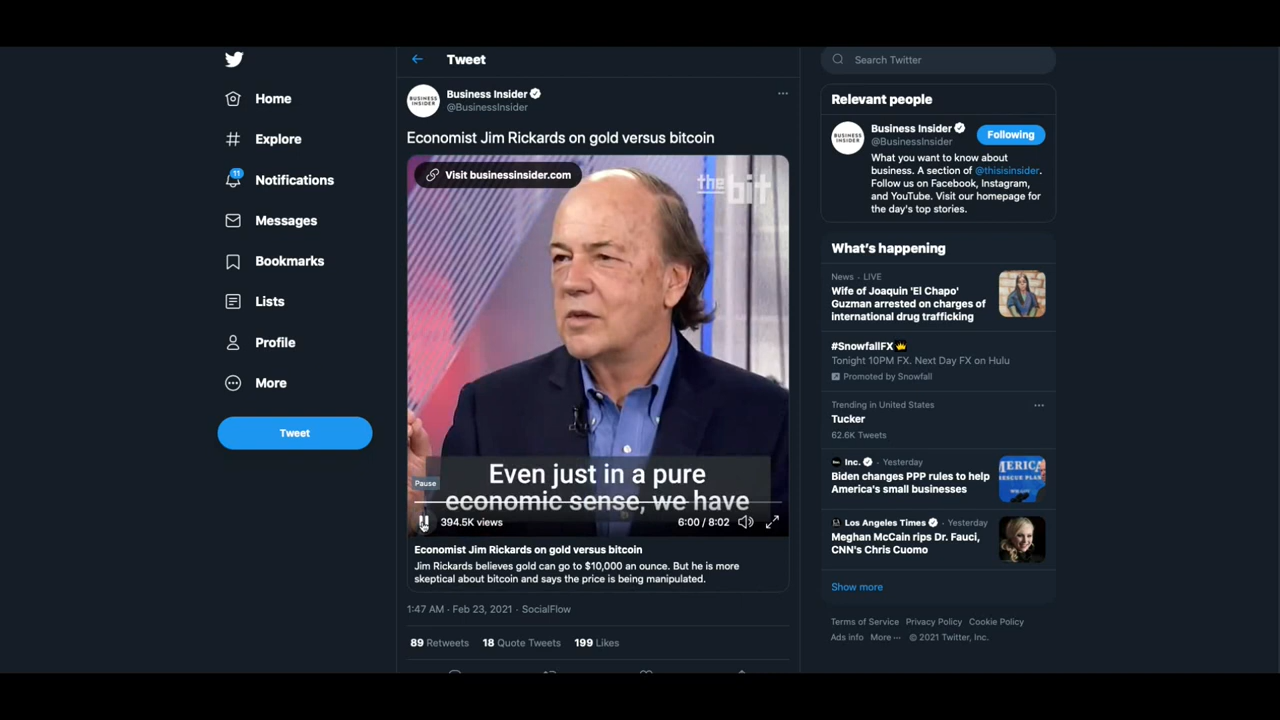 Home
Explore
11
Notifications
Messages
Bookmarks
Lists
Profile
More
Tweet
Tweet
BUSINESS
INSIDER
Business Insider
@BusinessInsider
Economist Jim Rickards on gold versus bitcoin
Visit businessinsider.com
the bit
Even just in a pure
economic sense, we have
Pause
394.5K views
6:00 / 8:02
Economist Jim Rickards on gold versus bitcoin
Jim Rickards believes gold can go to $10,000 an ounce. But he is more
skeptical about bitcoin and says the price is being manipulated.
1:47 AM · Feb 23, 2021 · SocialFlow
89 Retweets 18 Quote Tweets 199 Likes
Search Twitter
Relevant people
BUSINESS
INSIDER
Business Insider
@BusinessInsider
Following
What you want to know about
business. A section of @thisisinsider.
Follow us on Facebook, Instagram,
and YouTube. Visit our homepage for
the day's top stories.
What's happening
News · LIVE
Wife of Joaquin 'El Chapo'
Guzman arrested on charges of
international drug trafficking
#SnowfallFX
Tonight 10PM FX. Next Day FX on Hulu
Promoted by Snowfall
Trending in United States
Tucker
62.6K Tweets
Inc. · Yesterday
Biden changes PPP rules to help
America's small businesses
Los Angeles Times · Yesterday
Meghan McCain rips Dr. Fauci,
CNN's Chris Cuomo
Show more
Terms of Service Privacy Policy Cookie Policy
Ads info More ··· © 2021 Twitter, Inc.